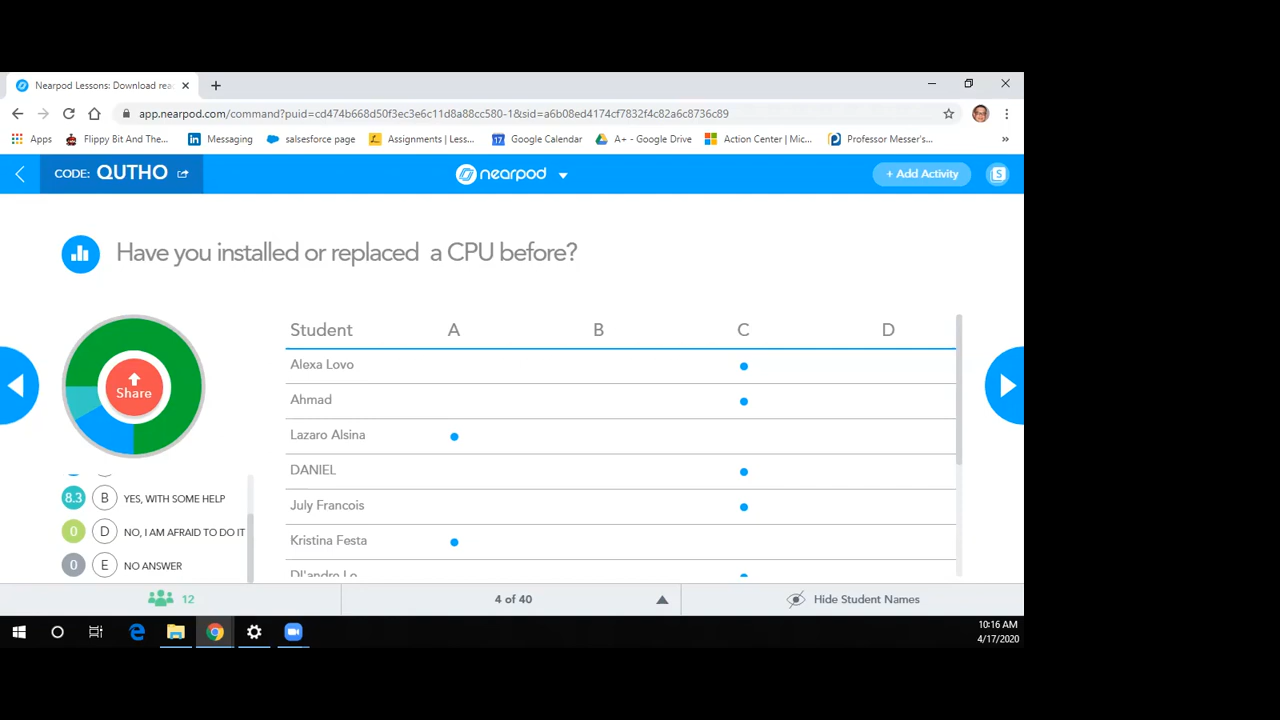 Nearpod Lessons: Download rea
app.nearpod.com/command?puid=cd474b668d50f3ec3e6c11d8a88cc580-1&sid=a6b08ed4174cf7832f4c82a6c8736c89
Apps Flippy Bit And The... Messaging salsesforce page Assignments | Less... Google Calendar A+ - Google Drive Action Center | Mic... Professor Messer's... »
CODE: QUTHO nearpod + Add Activity S
Have you installed or replaced a CPU before?
Student A B C D
Alexa Lovo
Ahmad
Share
Lazaro Alsina
DANIEL
8.3 B YES, WITH SOME HELP
July Francois
0 D NO, I AM AFRAID TO DO IT
Kristina Festa
0 E NO ANSWER
12 4 of 40 Hide Student Names
10:16 AM
4/17/2020